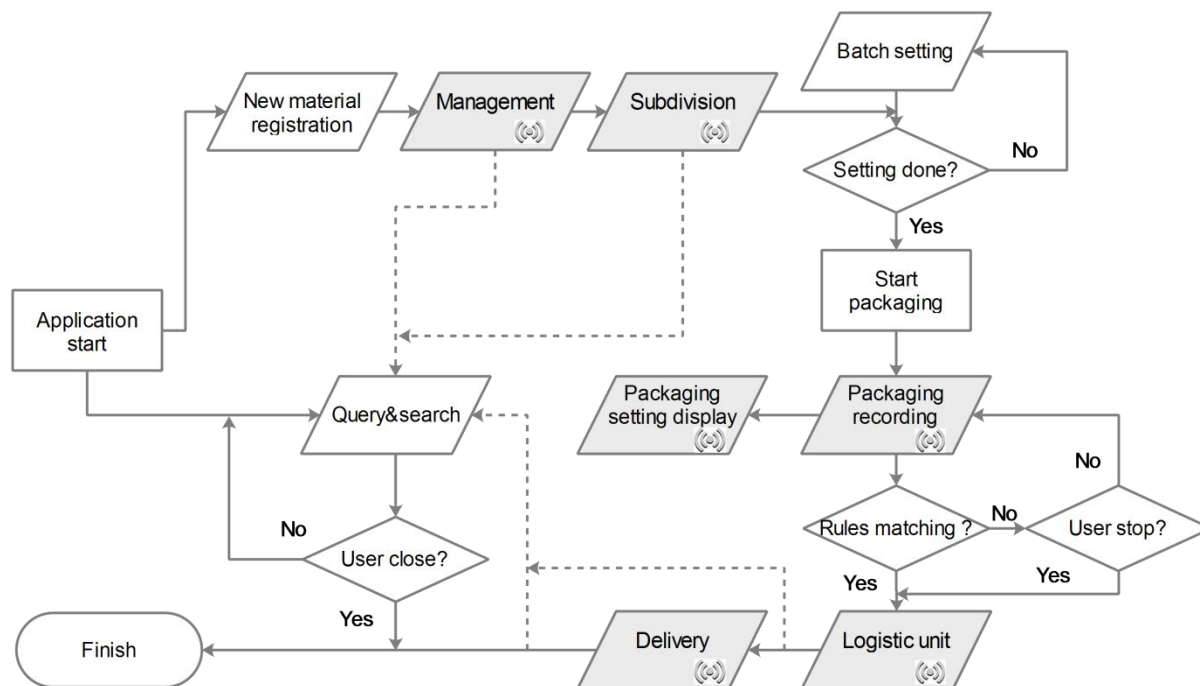 Batch setting
New material
registration
Management
Subdivision
Setting done?
No
Yes
Application
start
Start
packaging
Query&search
Packaging
setting display
Packaging
recording
No
No
User close?
Rules matching ?
No
User stop?
Yes
Yes
Yes
Finish
Delivery
Logistic unit